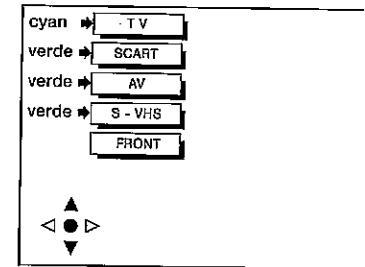 cyan TV
verde SCART
verde AV
verde S - VHS
FRONT